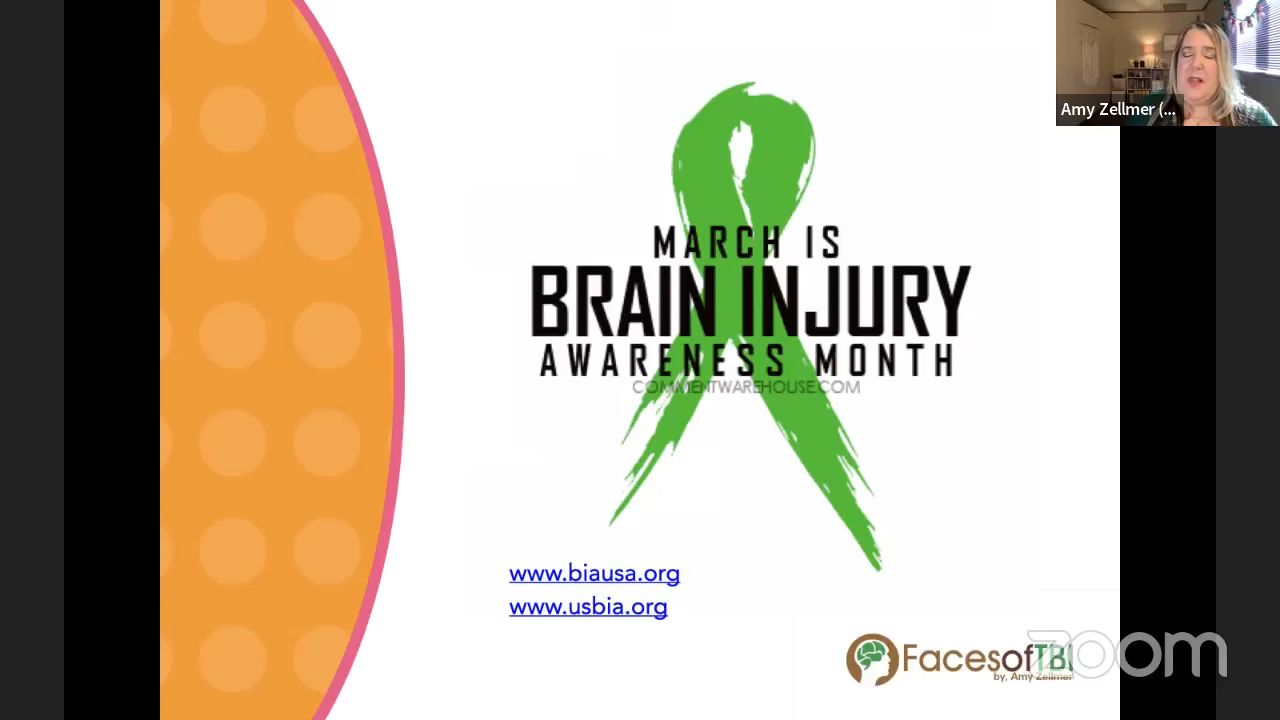 Amy Zellmer (...
MARCH IS
BRAIN INJURY
AWARENESS MONTH
COMMENTWAREHOUSE.COM
www.biausa.org
www.usbia.org
FacesofTBI
by, Amy Zellmer
zoom